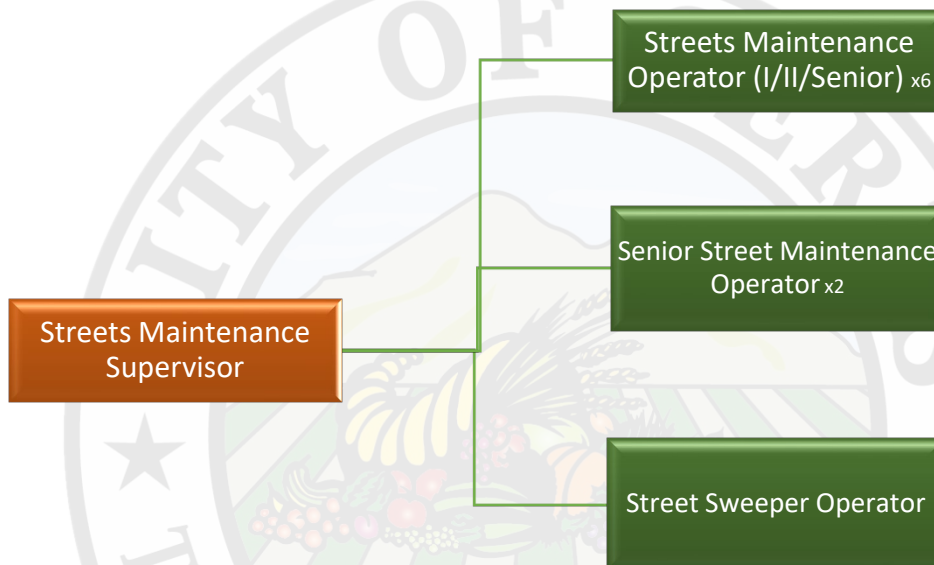 Streets Maintenance
Operator (I/II/Senior) x6
Senior Street Maintenance
Operator x2
Streets Maintenance
Supervisor
Street Sweeper Operator